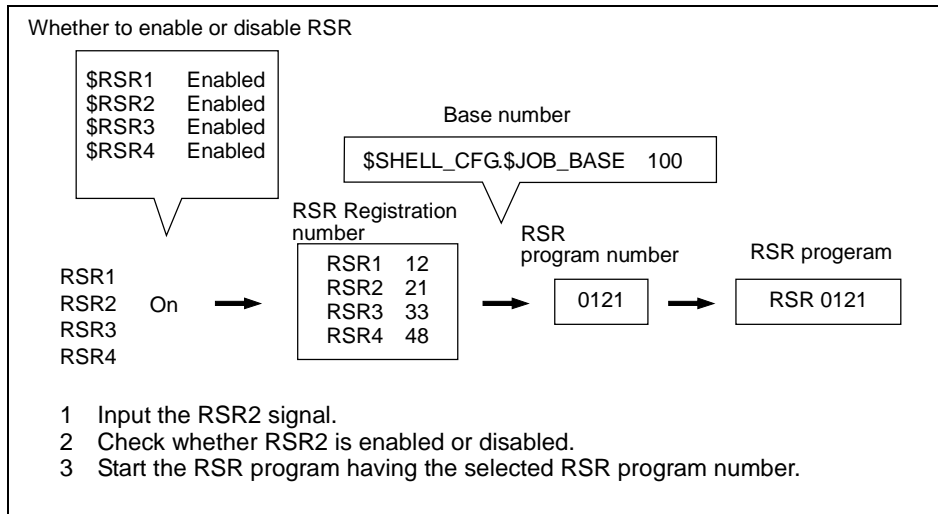 Whether to enable or disable RSR
$RSR1 Enabled
$RSR2 Enabled
$RSR3 Enabled
$RSR4 Enabled
Base number
$SHELL_CFG.$JOB_BASE 100
RSR Registration
number
RSR1 12
RSR2 21
RSR3 33
RSR4 48
RSR
program number
0121
RSR progeram
RSR 0121
RSR1
RSR2 On
RSR3
RSR4
1 Input the RSR2 signal.
2 Check whether RSR2 is enabled or disabled.
3 Start the RSR program having the selected RSR program number.